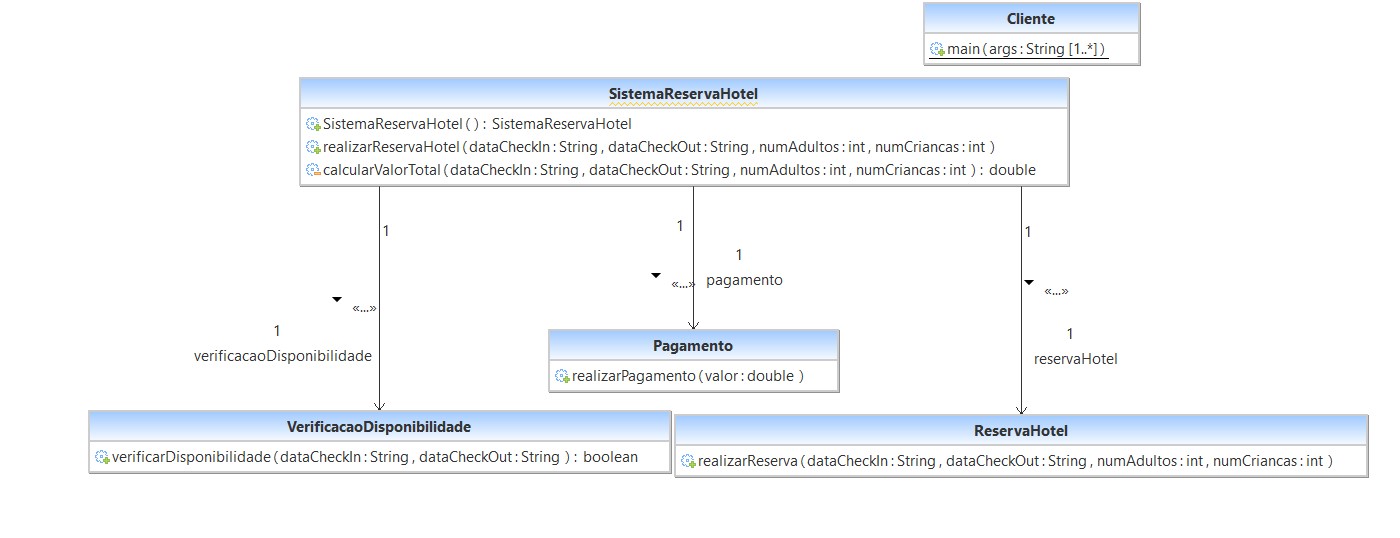 Cliente
main ( args : String [1..*] )
SistemaReservaHotel
SistemaReservaHotel ( ) : SistemaReservaHotel
realizarReservaHotel ( dataCheckIn : String , dataCheckOut : String , numAdultos : int , numCriancas : int )
calcularValorTotal ( dataCheckIn : String , dataCheckOut : String , numAdultos : int , numCriancas : int ) : double
1
1
1
1
«...»
«...»
pagamento
«...»
1
verificacaoDisponibilidade
1
reservaHotel
Pagamento
realizarPagamento ( valor : double )
VerificacaoDisponibilidade
verificarDisponibilidade ( dataCheckIn : String , dataCheckOut : String ) : boolean
ReservaHotel
realizarReserva ( dataCheckIn : String , dataCheckOut : String , numAdultos : int , numCriancas : int )